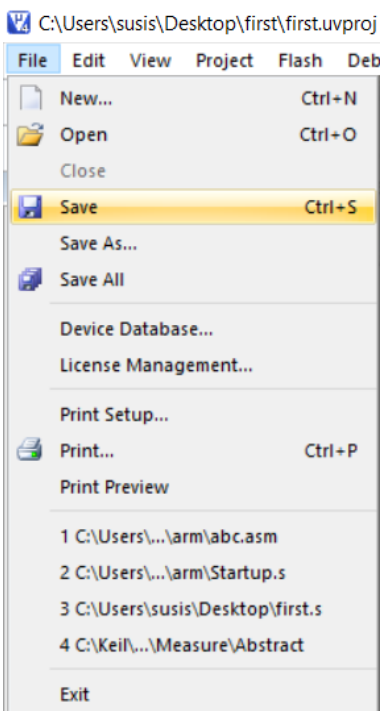 C:\Users\susis\Desktop\first\first.uvproj
File Edit View Project Flash Deb
New... Ctrl+N
Open Ctrl+O
Close
Save Ctrl+S
Save As...
Save All
Device Database...
License Management...
Print Setup...
Print... Ctrl+P
Print Preview
1 C:\Users\...\arm\abc.asm
2 C:\Users\...\arm\Startup.s
3 C:\Users\susis\Desktop\first.s
4 C:\Keil\...\Measure\Abstract
Exit